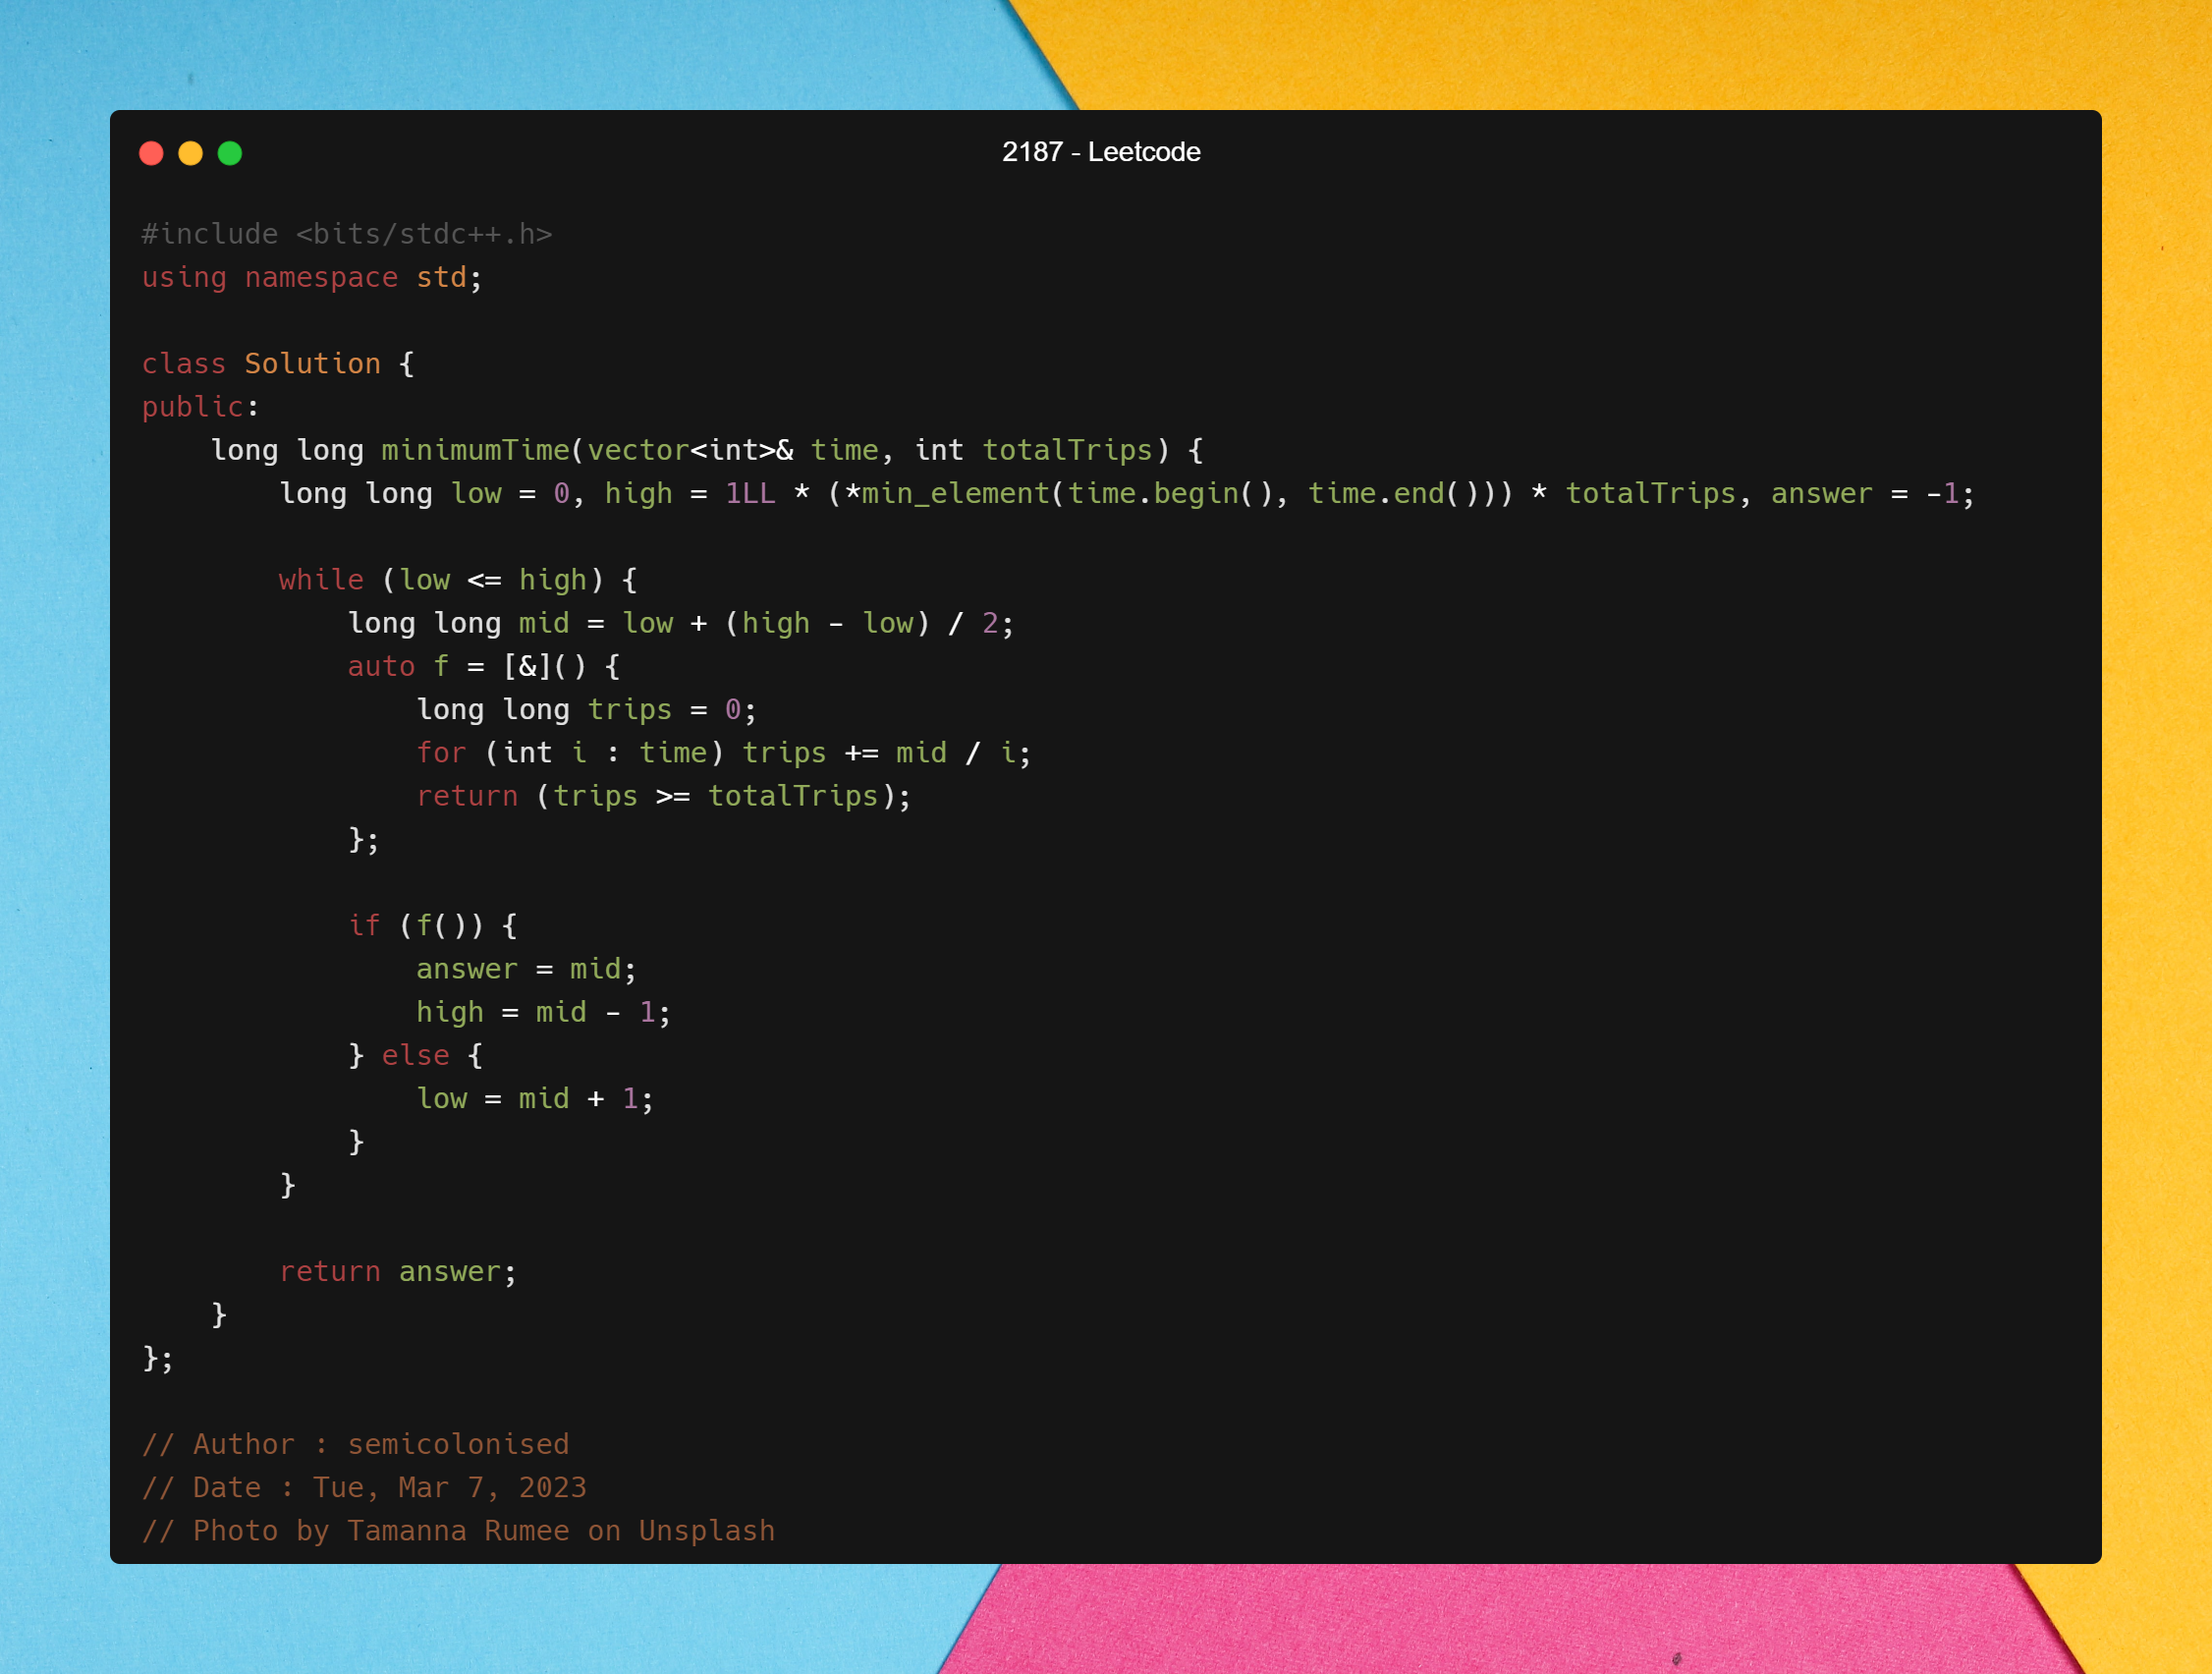 2187 - Leetcode
#include <bits/stdc++.h>
using namespace std;
class Solution {
public:
    long long minimumTime(vector<int>& time, int totalTrips) {
        long long low = 0, high = 1LL * (*min_element(time.begin(), time.end())) * totalTrips, answer = -1;
        while (low <= high) {
            long long mid = low + (high - low) / 2;
            auto f = [&]() {
                long long trips = 0;
                for (int i : time) trips += mid / i;
                return (trips >= totalTrips);
            };
            if (f()) {
                answer = mid;
                high = mid - 1;
            } else {
                low = mid + 1;
            }
        }
        return answer;
    }
};
// Author : semicolonised
// Date : Tue, Mar 7, 2023
// Photo by Tamanna Rumee on Unsplash